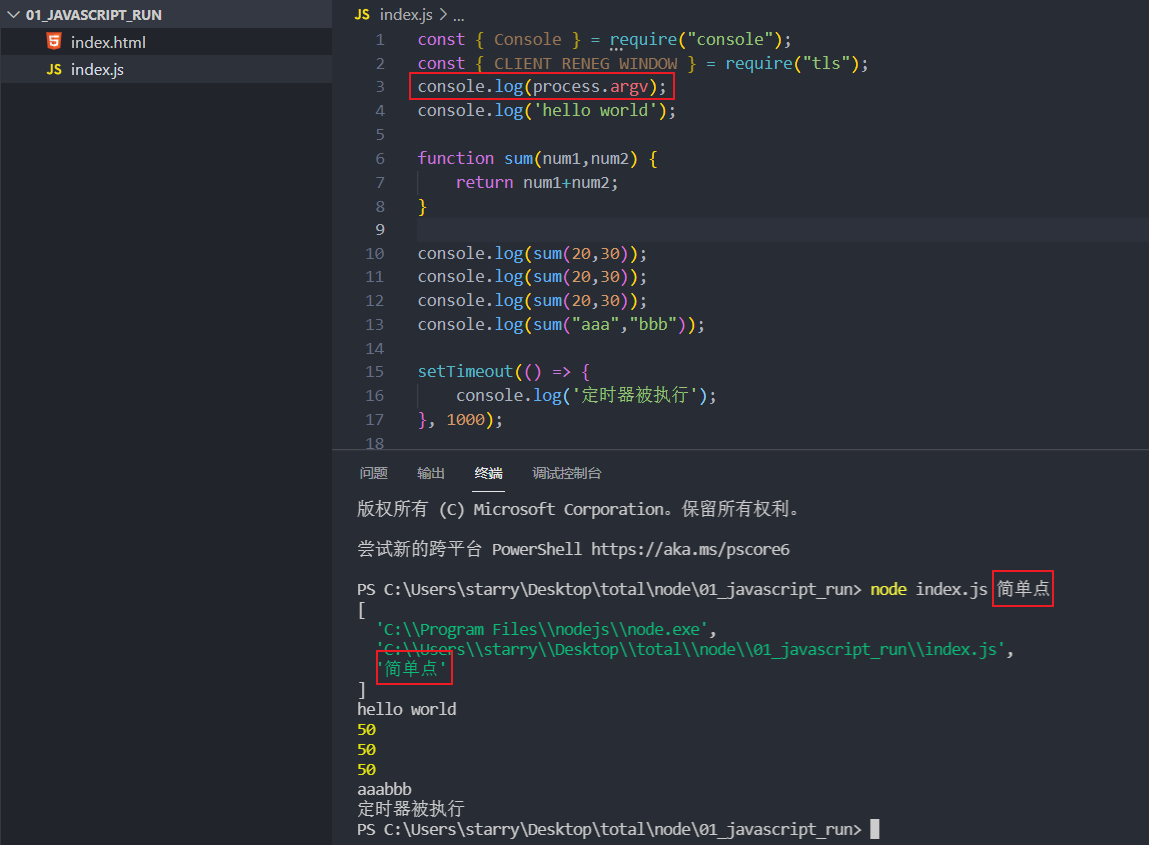 01_JAVASCRIPT_RUN
index.html
JS index.js
JS index.js > ...
1 const { Console } = require("console");
2 const { CLIENT_RENEG_WINDOW } = require("tls");
3 console.log(process.argv);
4 console.log('hello world');
5
6 function sum(num1,num2) {
7 return num1+num2;
8 }
9
10 console.log(sum(20,30));
11 console.log(sum(20,30));
12 console.log(sum(20,30));
13 console.log(sum("aaa","bbb"));
14
15 setTimeout(() => {
16 console.log('定时器被执行');
17 }, 1000);
18
问题 输出 终端 调试控制台
版权所有 (C) Microsoft Corporation。保留所有权利。
尝试新的跨平台 PowerShell https://aka.ms/pscore6
PS C:\Users\starry\Desktop\total\node\01_javascript_run> node index.js 简单点
[
'C:\\Program Files\\nodejs\\node.exe',
'C:\\Users\\starry\\Desktop\\total\\node\\01_javascript_run\\index.js',
'简单点'
]
hello world
50
50
50
aaabbb
定时器被执行
PS C:\Users\starry\Desktop\total\node\01_javascript_run>